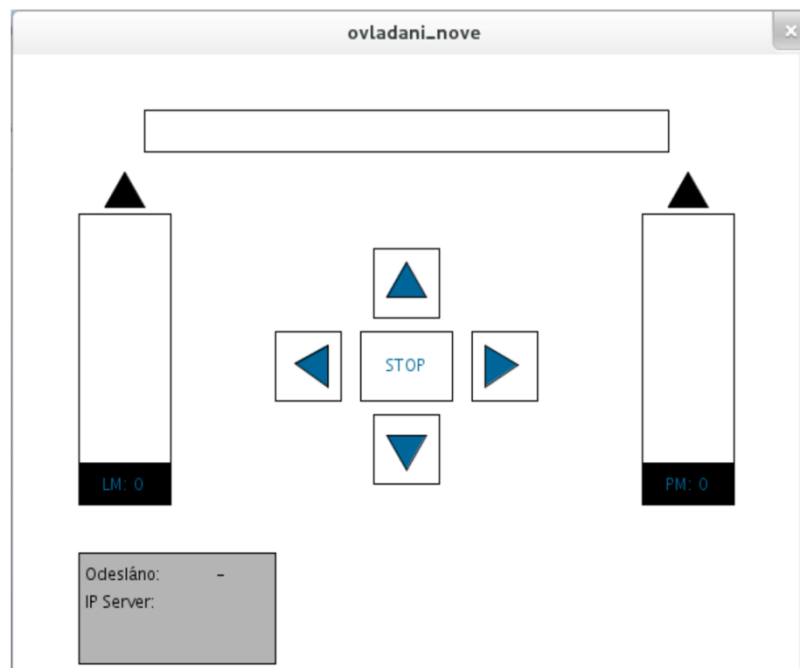 ovladani_nove
STOP
LM: 0
PM: 0
Odesláno: -
IP Server: